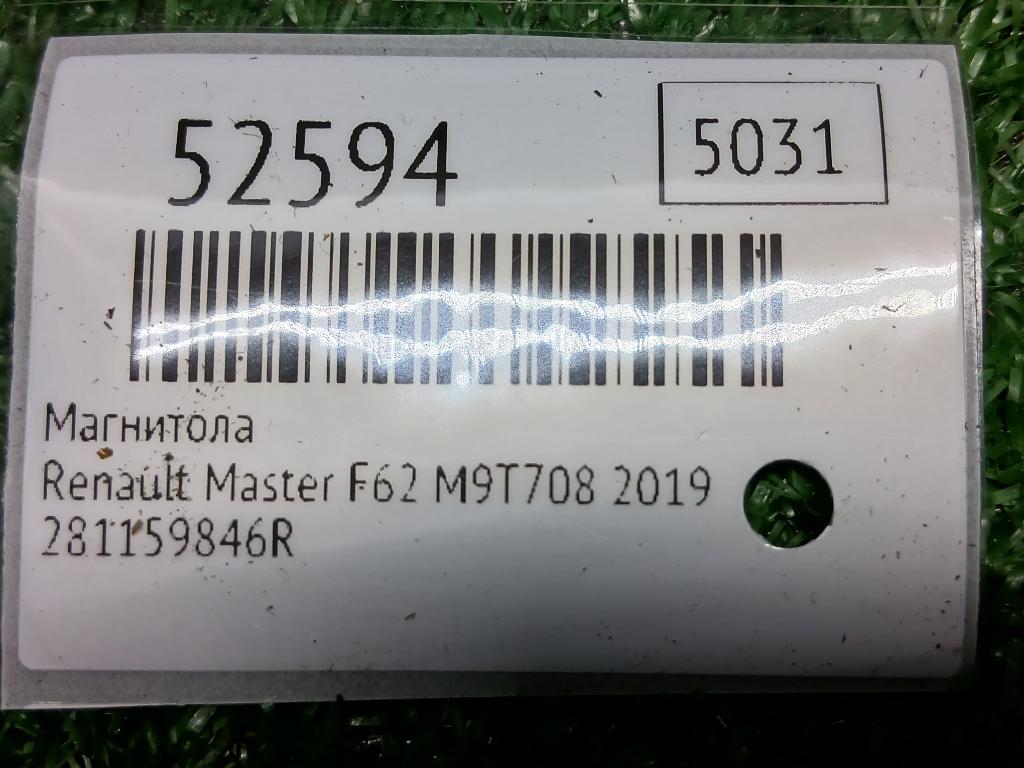 52594
5031
Магнитола
Renault Master F62 M9T708 2019
281159846R